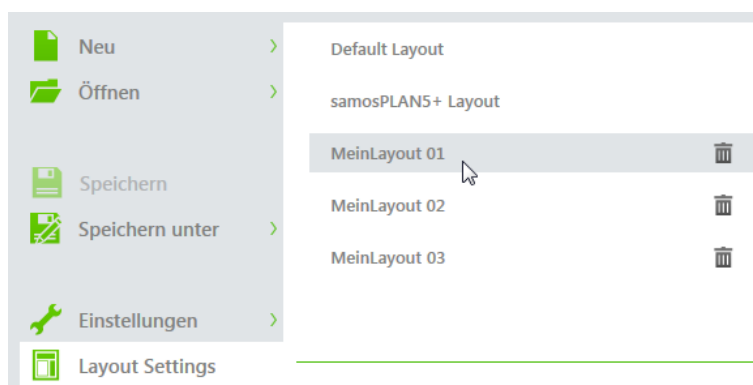 Neu
Öffnen
Speichern
Speichern unter
Einstellungen
Layout Settings
Default Layout
samosPLAN5+ Layout
MeinLayout 01
MeinLayout 02
MeinLayout 03